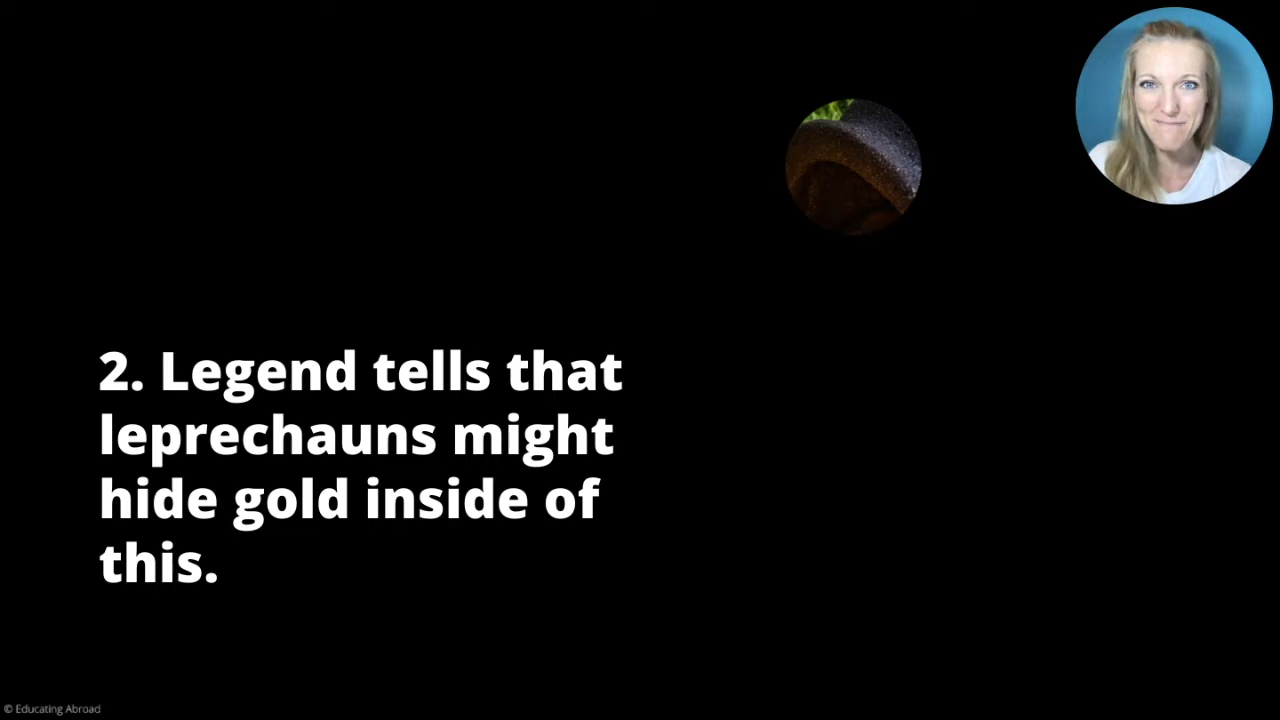 2. Legend tells that
leprechauns might
hide gold inside of
this.
© Educating Abroad